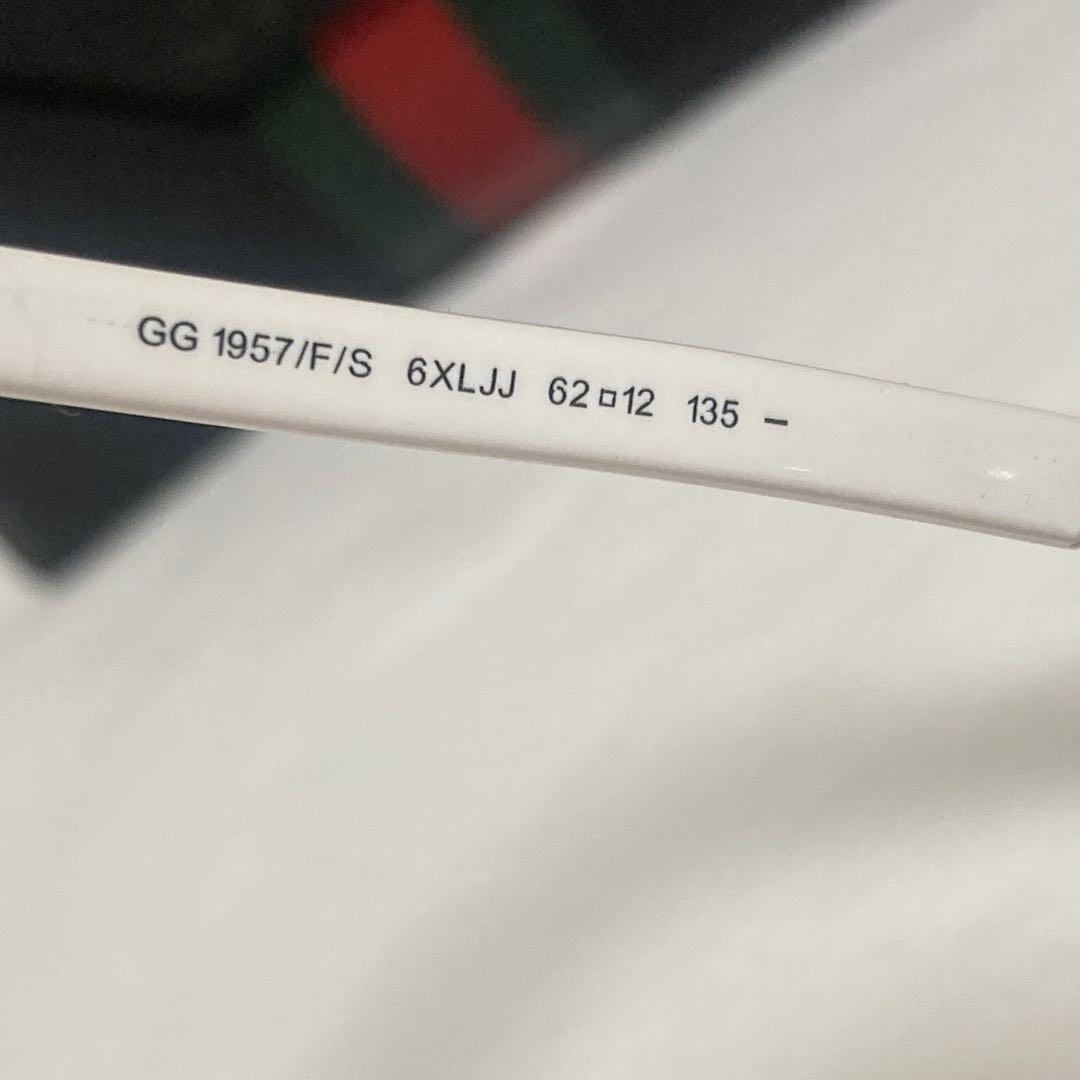 GG 1957/F/S 6XLJJ 62□12 135 –